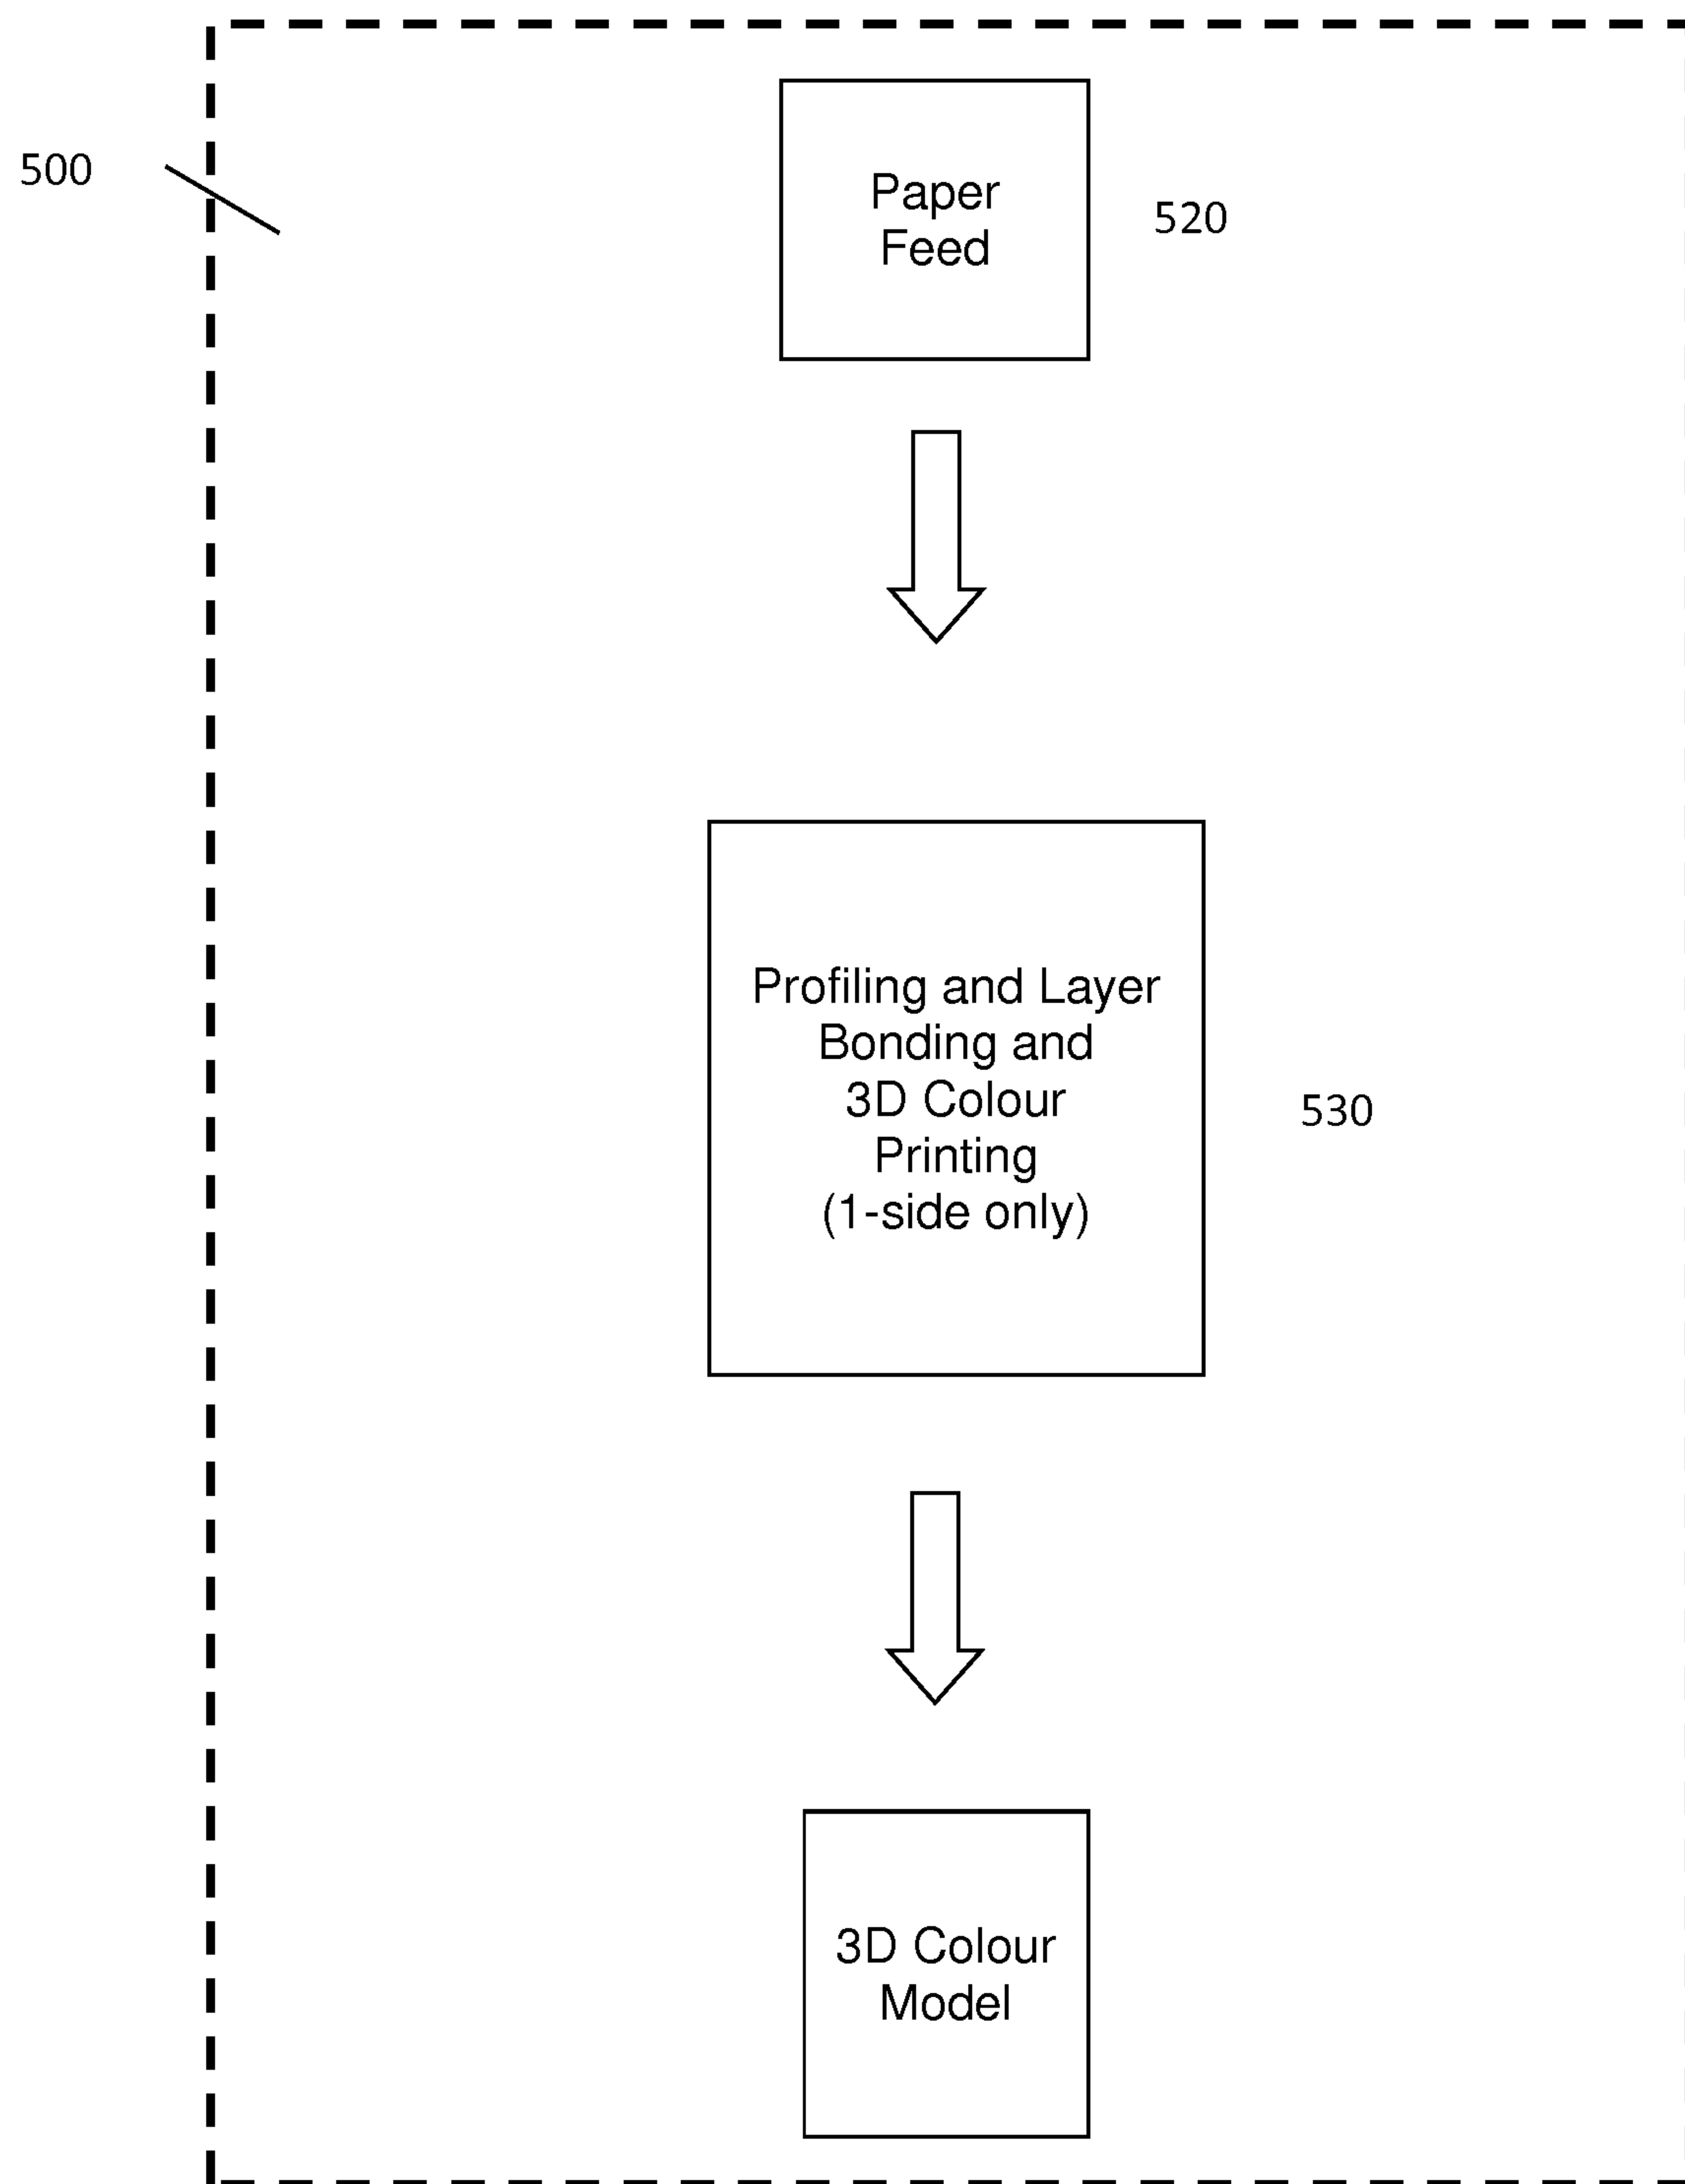 500
Paper
Feed
520
Profiling and Layer
Bonding and
3D Colour
Printing
(1-side only)
530
3D Colour
Model